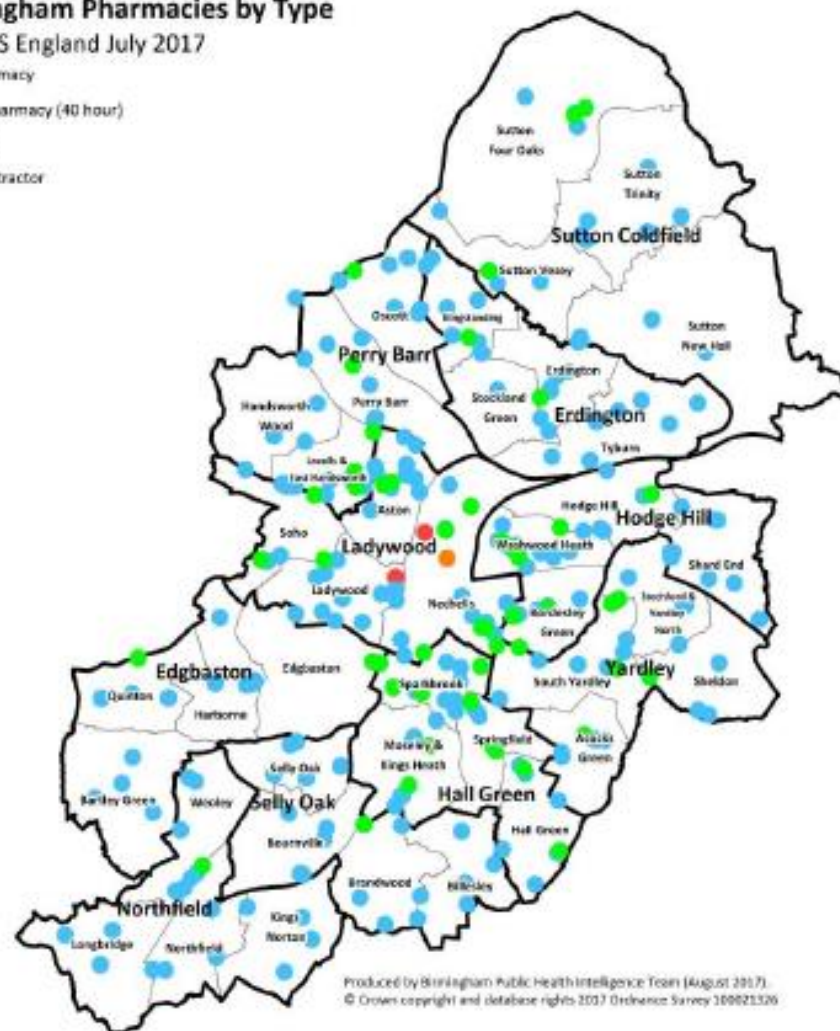 ngham Pharmacies by Type
S England July 2017
macy
armacy (40 hour)
tractor
Sutton
Four Oaks
Sutton
Trinity
Sutton Coldfield
Sutton Vesey
Oscott
Kingstanding
Sutton
New Hall
Perry Barr
Erdington
Handsworth
Wood
Perry Barr
Stockland
Green
Erdington
Tyburn
Lozells &
East Handsworth
Aston
Hodge Hill
Hodge Hill
Soho
Ladywood
Washwood Heath
Shard End
Ladywood
Nechells
Bordesley
Green
Stechford &
Yardley
North
Edgbaston
Edgbaston
Sparkbrook
South Yardley
Yardley
Sheldon
Quinton
Harborne
Moseley &
Kings Heath
Springfield
Acocks
Green
Selly Oak
Bartley Green
Weoley
Selly Oak
Hall Green
Bournville
Hall Green
Brandwood
Billesley
Northfield
Kings
Norton
Longbridge
Northfield
Produced by Birmingham Public Health Intelligence Team (August 2017).
© Crown copyright and database rights 2017 Ordnance Survey 100021326